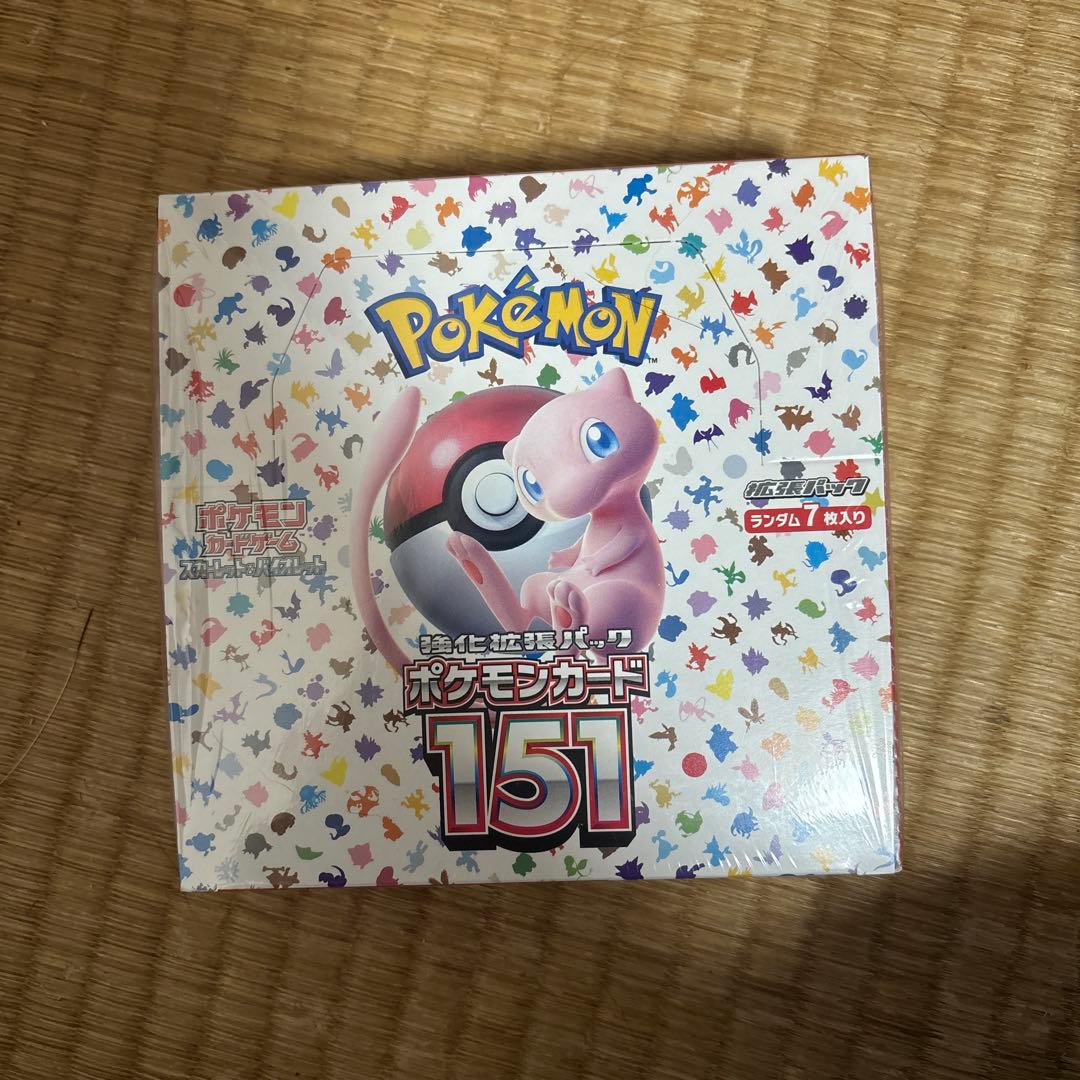 POKÉMON
TM
拡張パック
ランダム7枚入り
ポケモン
カードゲーム
スカーレット&バイオレット
強化拡張パック
ポケモンカード
151